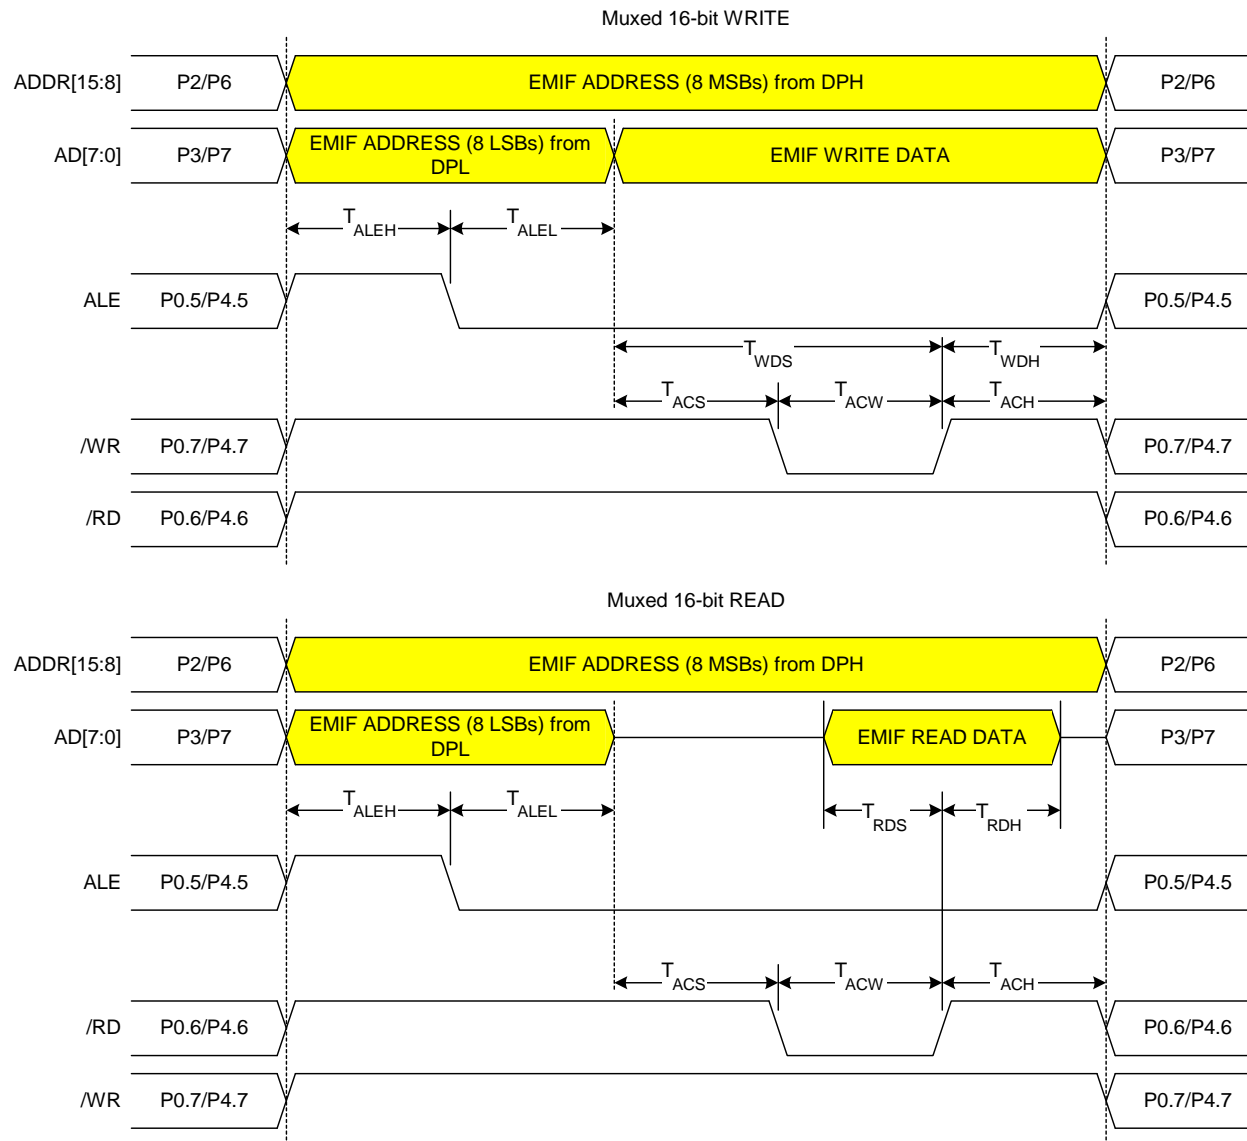 Muxed 16-bit WRITE
ADDR[15:8] P2/P6 EMIF ADDRESS (8 MSBs) from DPH P2/P6
AD[7:0] P3/P7 EMIF ADDRESS (8 LSBs) from DPL EMIF WRITE DATA P3/P7
TALEH TALEL
ALE P0.5/P4.5 P0.5/P4.5
TWDS TWDH
TACS TACW TACH
/WR P0.7/P4.7 P0.7/P4.7
/RD P0.6/P4.6 P0.6/P4.6
Muxed 16-bit READ
ADDR[15:8] P2/P6 EMIF ADDRESS (8 MSBs) from DPH P2/P6
AD[7:0] P3/P7 EMIF ADDRESS (8 LSBs) from DPL EMIF READ DATA P3/P7
TALEH TALEL TRDS TRDH
ALE P0.5/P4.5 P0.5/P4.5
TACS TACW TACH
/RD P0.6/P4.6 P0.6/P4.6
/WR P0.7/P4.7 P0.7/P4.7